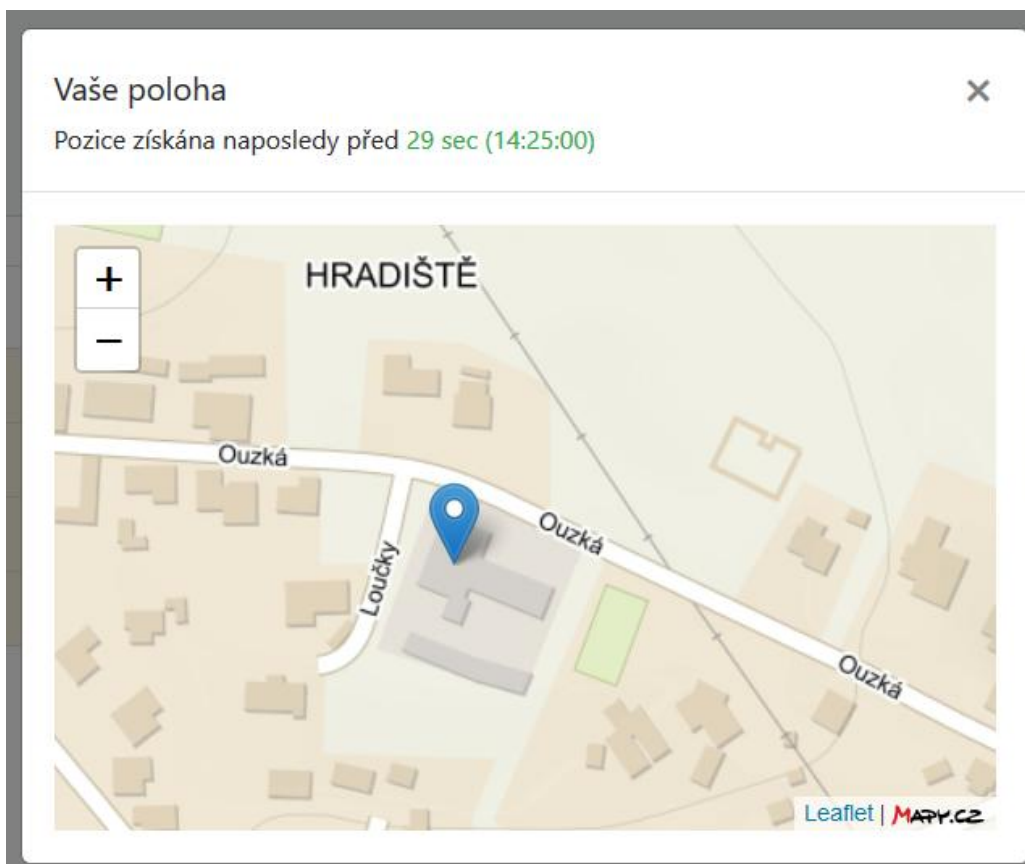 Vaše poloha
×
Pozice získána naposledy před 29 sec (14:25:00)
+
−
HRADIŠTĚ
Ouzká
Ouzká
Loučky
Ouzká
Leaflet | MAPY.CZ